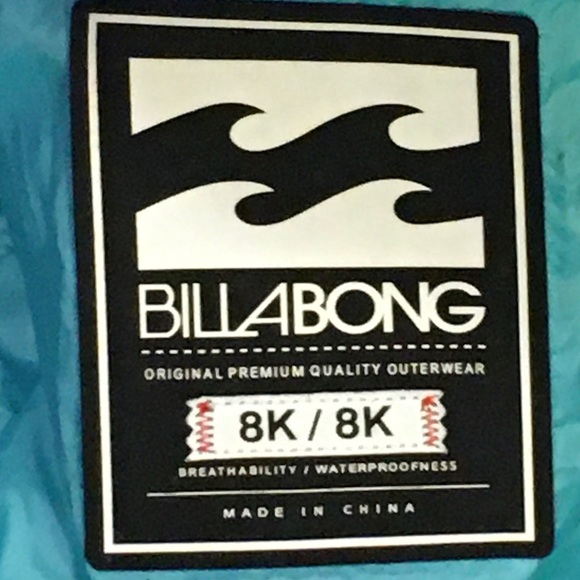 BILLABONG
ORIGINAL PREMIUM QUALITY OUTERWEAR
8K / 8K
BREATHABILITY / WATERPROOFNESS
MADE IN CHINA